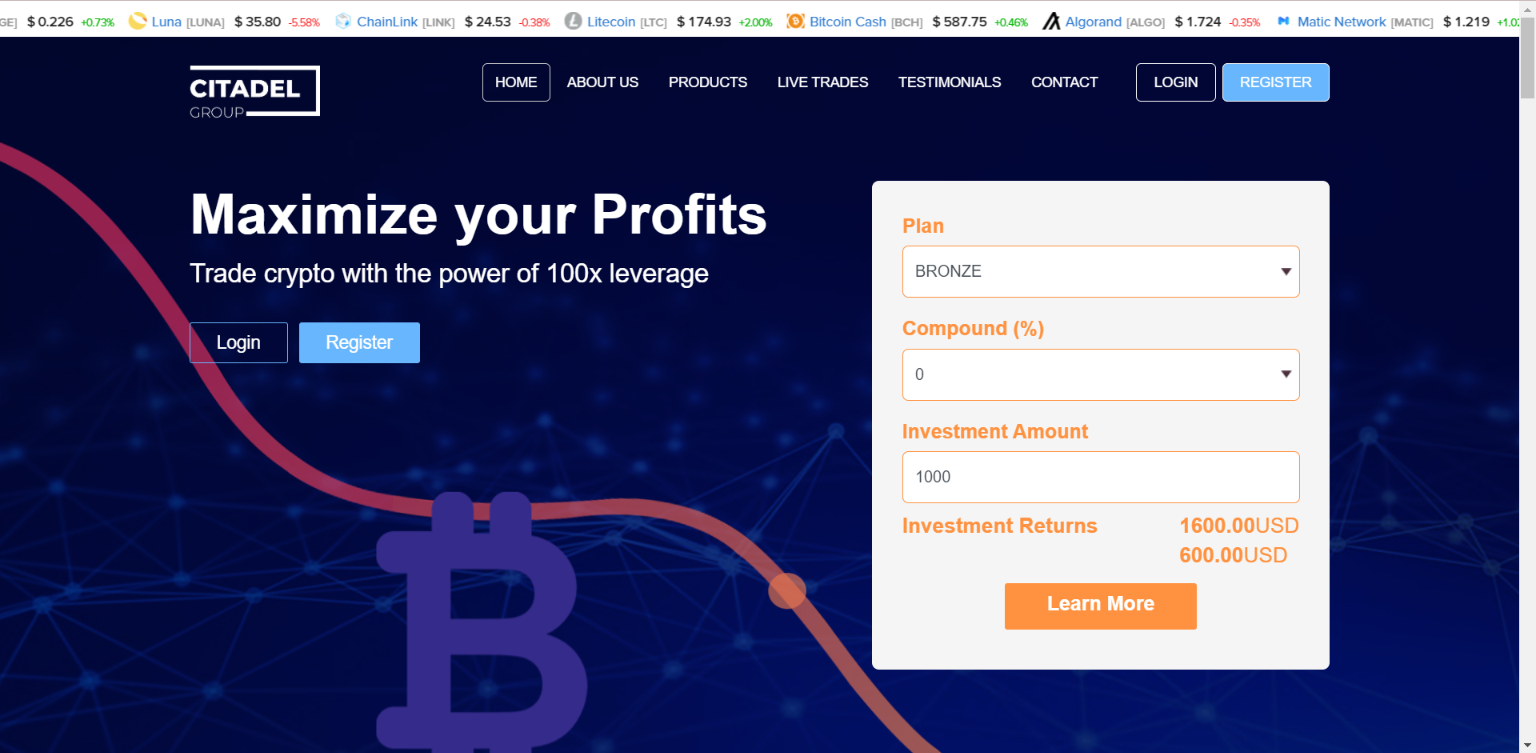 GE] $ 0.226 +0.73% Luna [LUNA] $ 35.80 -5.58% ChainLink [LINK] $ 24.53 -0.38% Litecoin [LTC] $ 174.93 +2.00% Bitcoin Cash [BCH] $ 587.75 +0.46% Algorand [ALGO] $ 1.724 -0.35% Matic Network [MATIC] $ 1.219 +1.0
CITADEL
GROUP
HOME ABOUT US PRODUCTS LIVE TRADES TESTIMONIALS CONTACT LOGIN REGISTER
Maximize your Profits
Trade crypto with the power of 100x leverage
Login Register
Plan
BRONZE
Compound (%)
0
Investment Amount
1000
Investment Returns 1600.00USD
600.00USD
Learn More